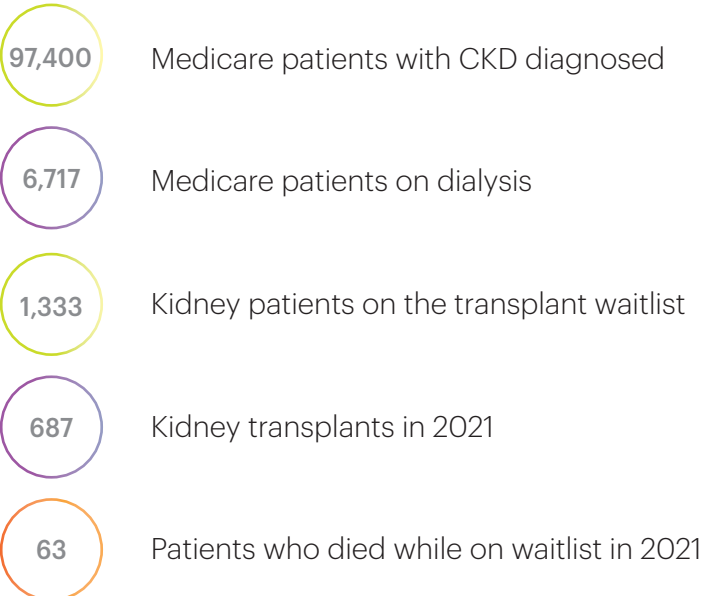 97,400 Medicare patients with CKD diagnosed
6,717 Medicare patients on dialysis
1,333 Kidney patients on the transplant waitlist
687 Kidney transplants in 2021
63 Patients who died while on waitlist in 2021